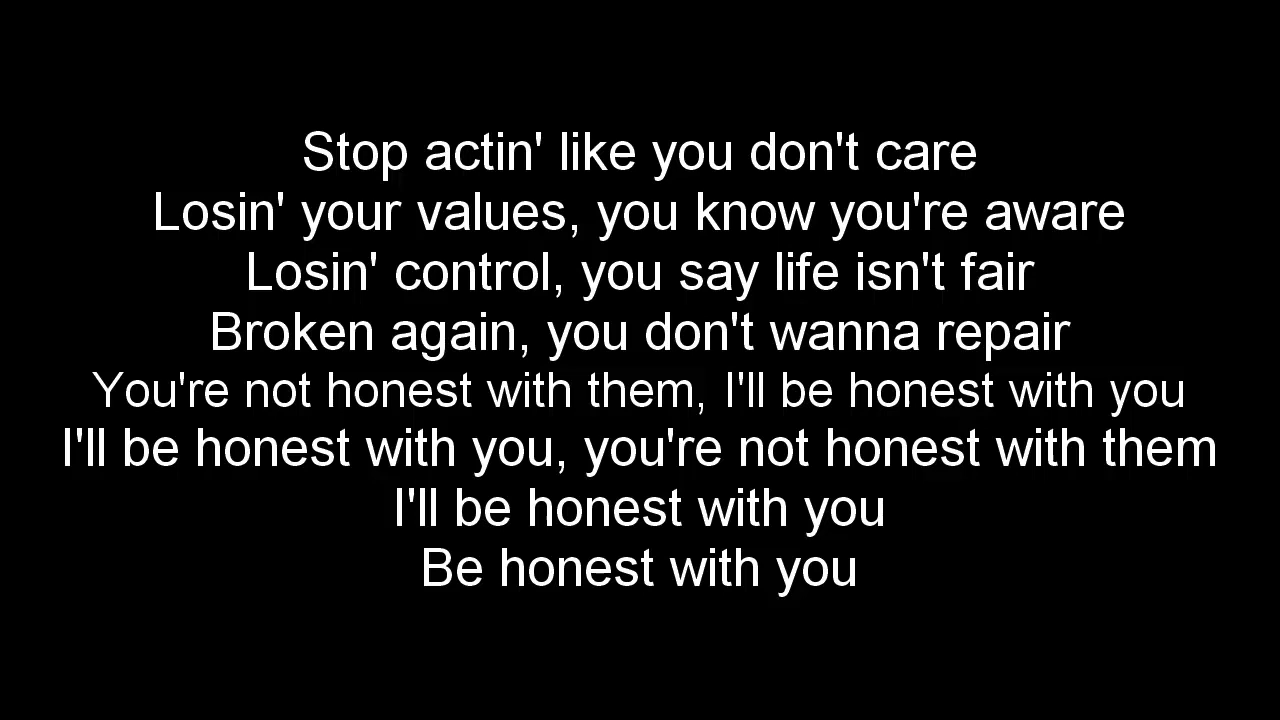 Stop actin' like you don't care
Losin' your values, you know you're aware
Losin' control, you say life isn't fair
Broken again, you don't wanna repair
You're not honest with them, I'll be honest with you
I'll be honest with you, you're not honest with them
I'll be honest with you
Be honest with you